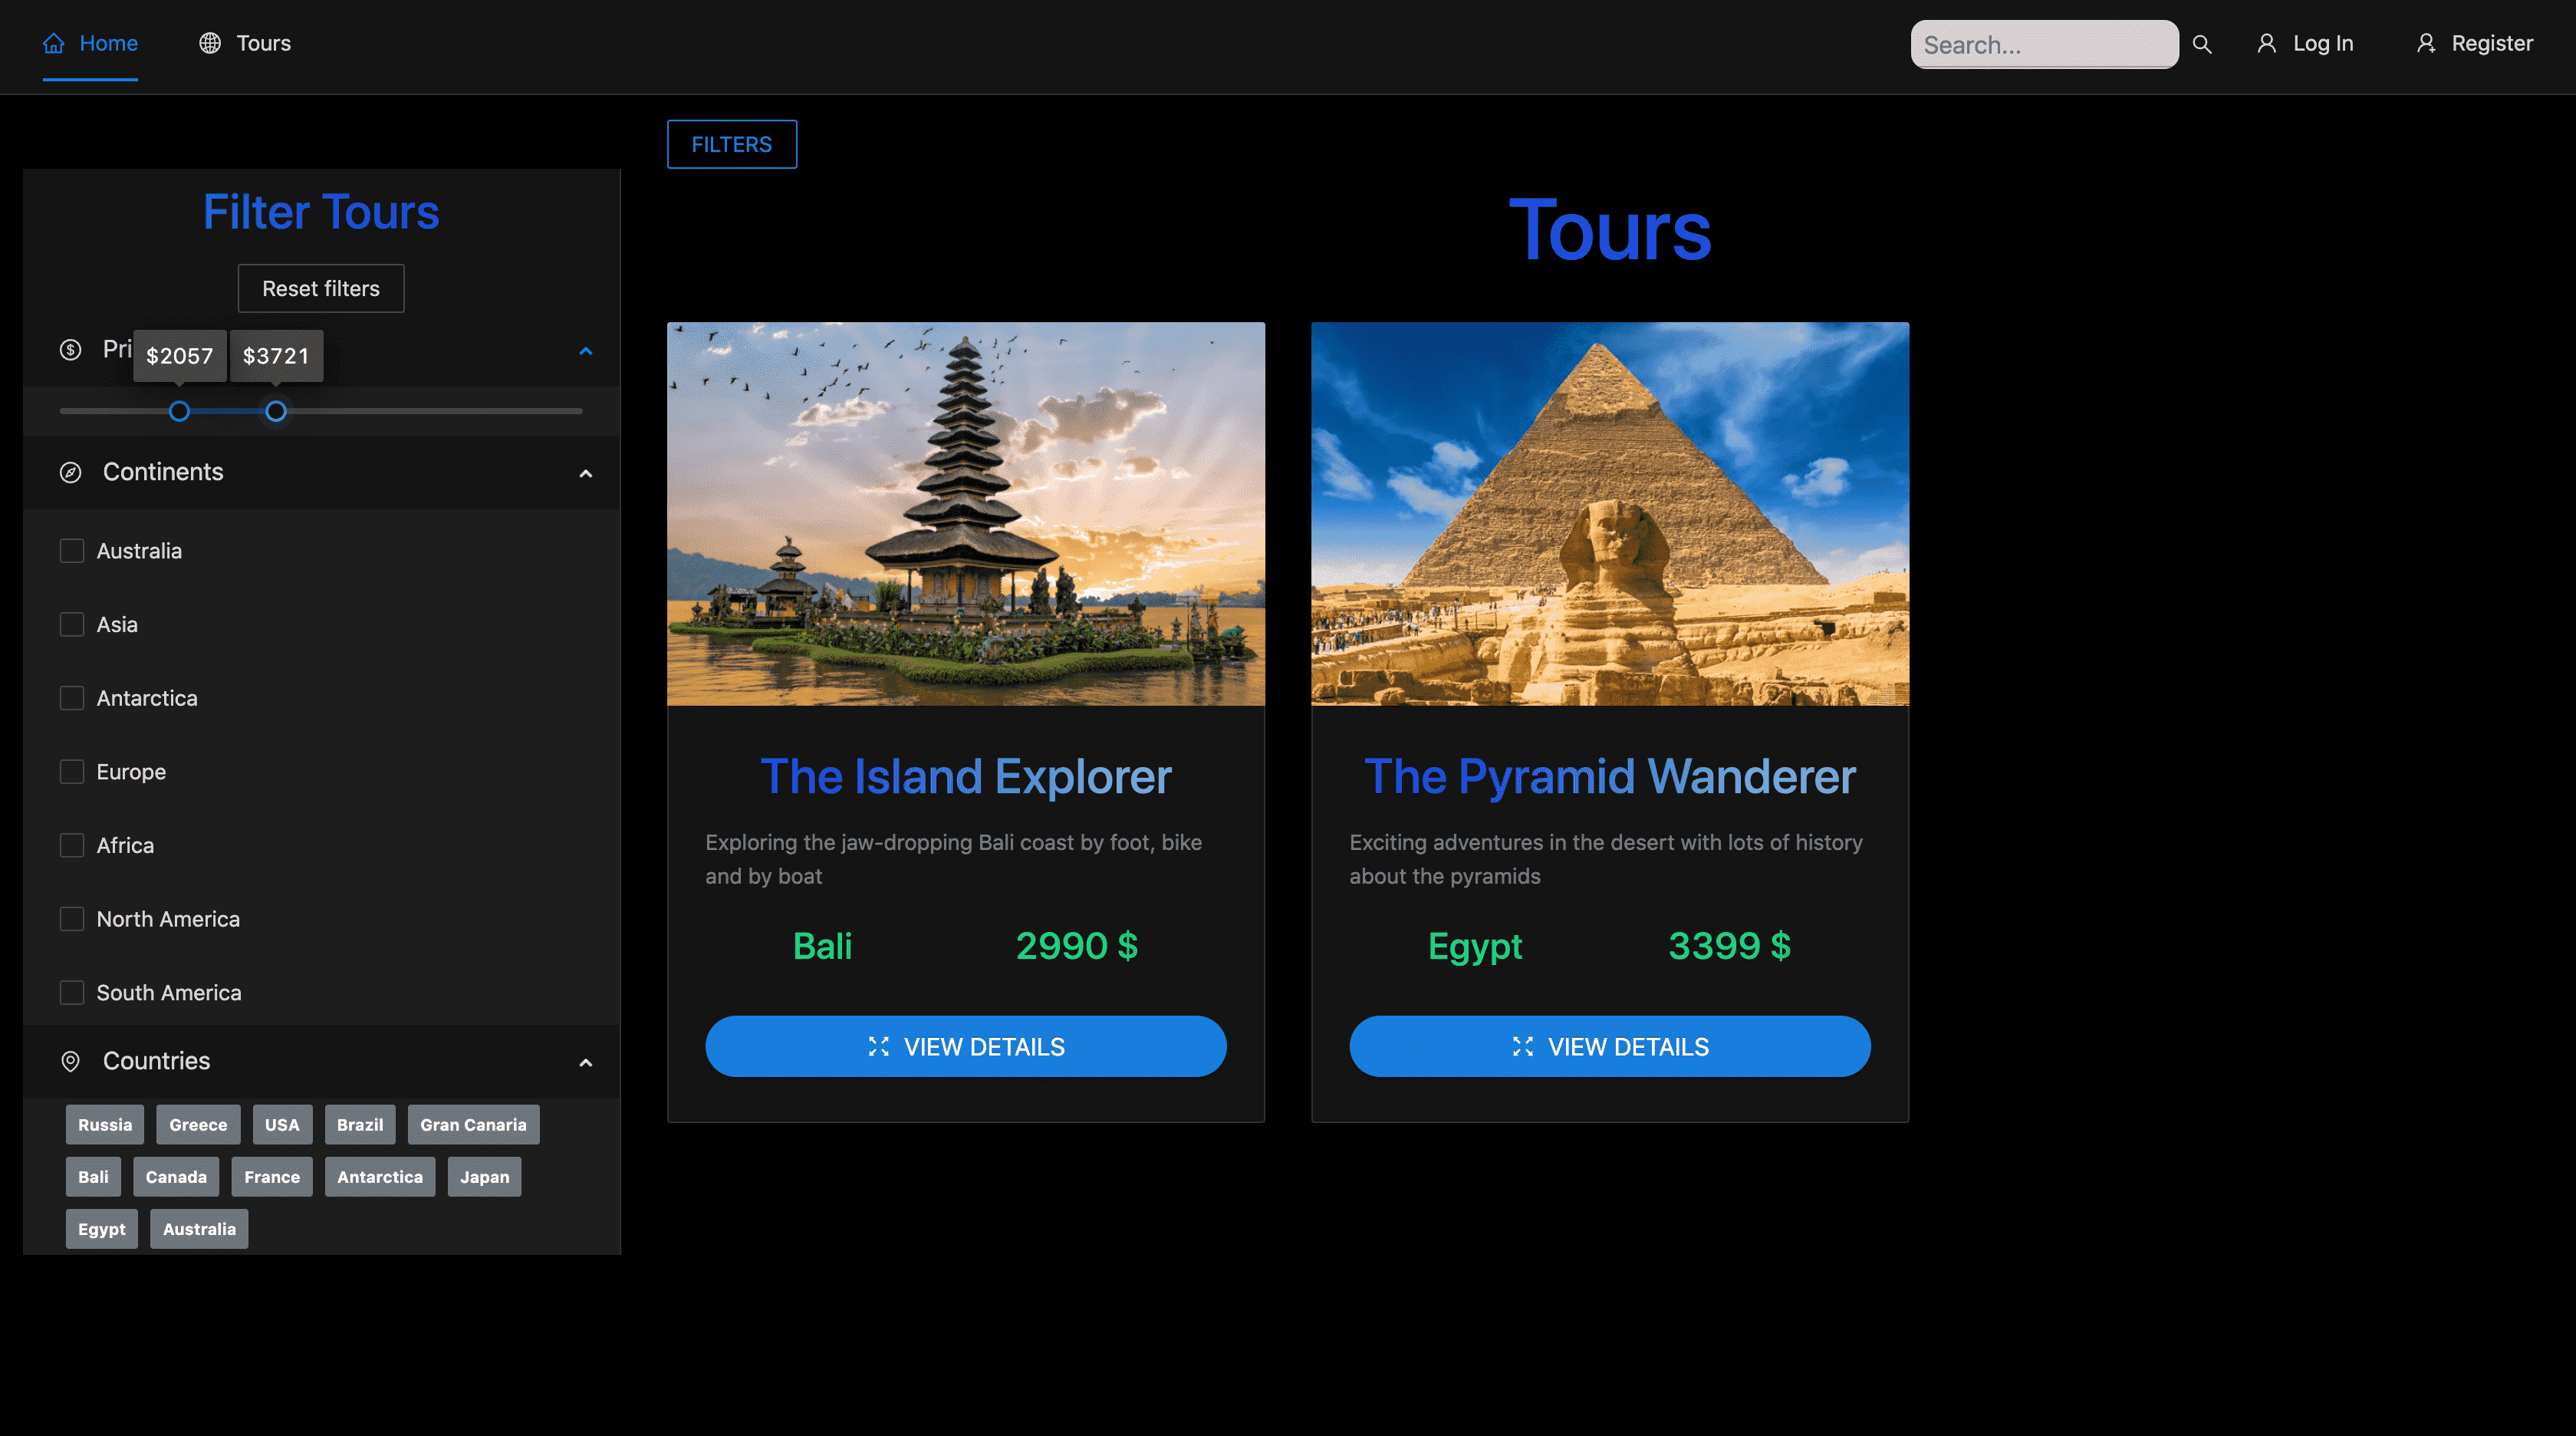 Home
Tours
Search...
Log In
Register
FILTERS
Filter Tours
Reset filters
Pri
$2057
$3721
Continents
Australia
Asia
Antarctica
Europe
Africa
North America
South America
Countries
Russia Greece USA Brazil Gran Canaria
Bali Canada France Antarctica Japan
Egypt Australia
Tours
The Island Explorer
Exploring the jaw-dropping Bali coast by foot, bike
and by boat
Bali 2990 $
VIEW DETAILS
The Pyramid Wanderer
Exciting adventures in the desert with lots of history
about the pyramids
Egypt 3399 $
VIEW DETAILS